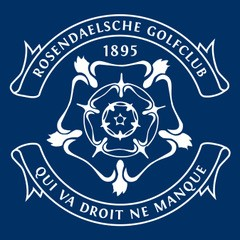 ROSENDAELSCHE GOLFCLUB
1895
QUI VA DROIT NE MANQUE